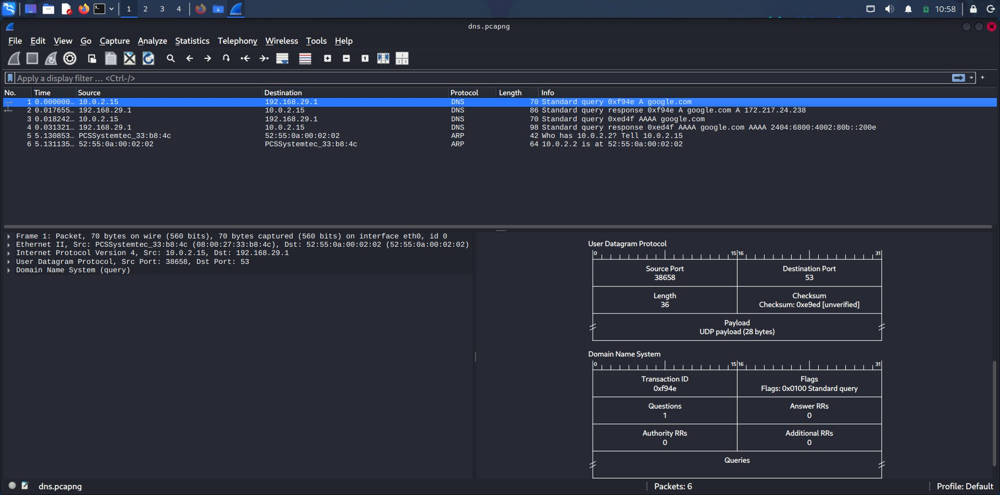 1 2 3 4 10:58
dns.pcapng
File Edit View Go Capture Analyze Statistics Telephony Wireless Tools Help
Apply a display filter ... <Ctrl-/> +
No. Time Source Destination Protocol Length Info
1 0.000000… 10.0.2.15 192.168.29.1 DNS 70 Standard query 0xf94e A google.com
2 0.017655… 192.168.29.1 10.0.2.15 DNS 86 Standard query response 0xf94e A google.com A 172.217.24.238
3 0.018242… 10.0.2.15 192.168.29.1 DNS 70 Standard query 0xed4f AAAA google.com
4 0.031321… 192.168.29.1 10.0.2.15 DNS 98 Standard query response 0xed4f AAAA google.com AAAA 2404:6800:4002:80b::200e
5 5.130853… PCSSystemtec_33:b8:4c 52:55:0a:00:02:02 ARP 42 Who has 10.0.2.2? Tell 10.0.2.15
6 5.131135… 52:55:0a:00:02:02 PCSSystemtec_33:b8:4c ARP 64 10.0.2.2 is at 52:55:0a:00:02:02
Frame 1: Packet, 70 bytes on wire (560 bits), 70 bytes captured (560 bits) on interface eth0, id 0
Ethernet II, Src: PCSSystemtec_33:b8:4c (08:00:27:33:b8:4c), Dst: 52:55:0a:00:02:02 (52:55:0a:00:02:02)
Internet Protocol Version 4, Src: 10.0.2.15, Dst: 192.168.29.1
User Datagram Protocol, Src Port: 38658, Dst Port: 53
Domain Name System (query)
User Datagram Protocol
0 15 16 31
Source Port Destination Port
38658 53
Length Checksum
36 Checksum: 0xe9ed [unverified]
Payload
UDP payload (28 bytes)
Domain Name System
0 15 16 31
Transaction ID Flags
0xf94e Flags: 0x0100 Standard query
Questions Answer RRs
1 0
Authority RRs Additional RRs
0 0
Queries
dns.pcapng Packets: 6 Profile: Default